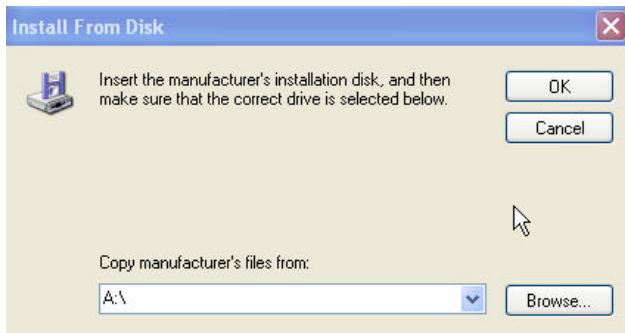 Install From Disk
Insert the manufacturer's installation disk, and then
make sure that the correct drive is selected below.
OK
Cancel
Copy manufacturer's files from:
A:\
Browse...